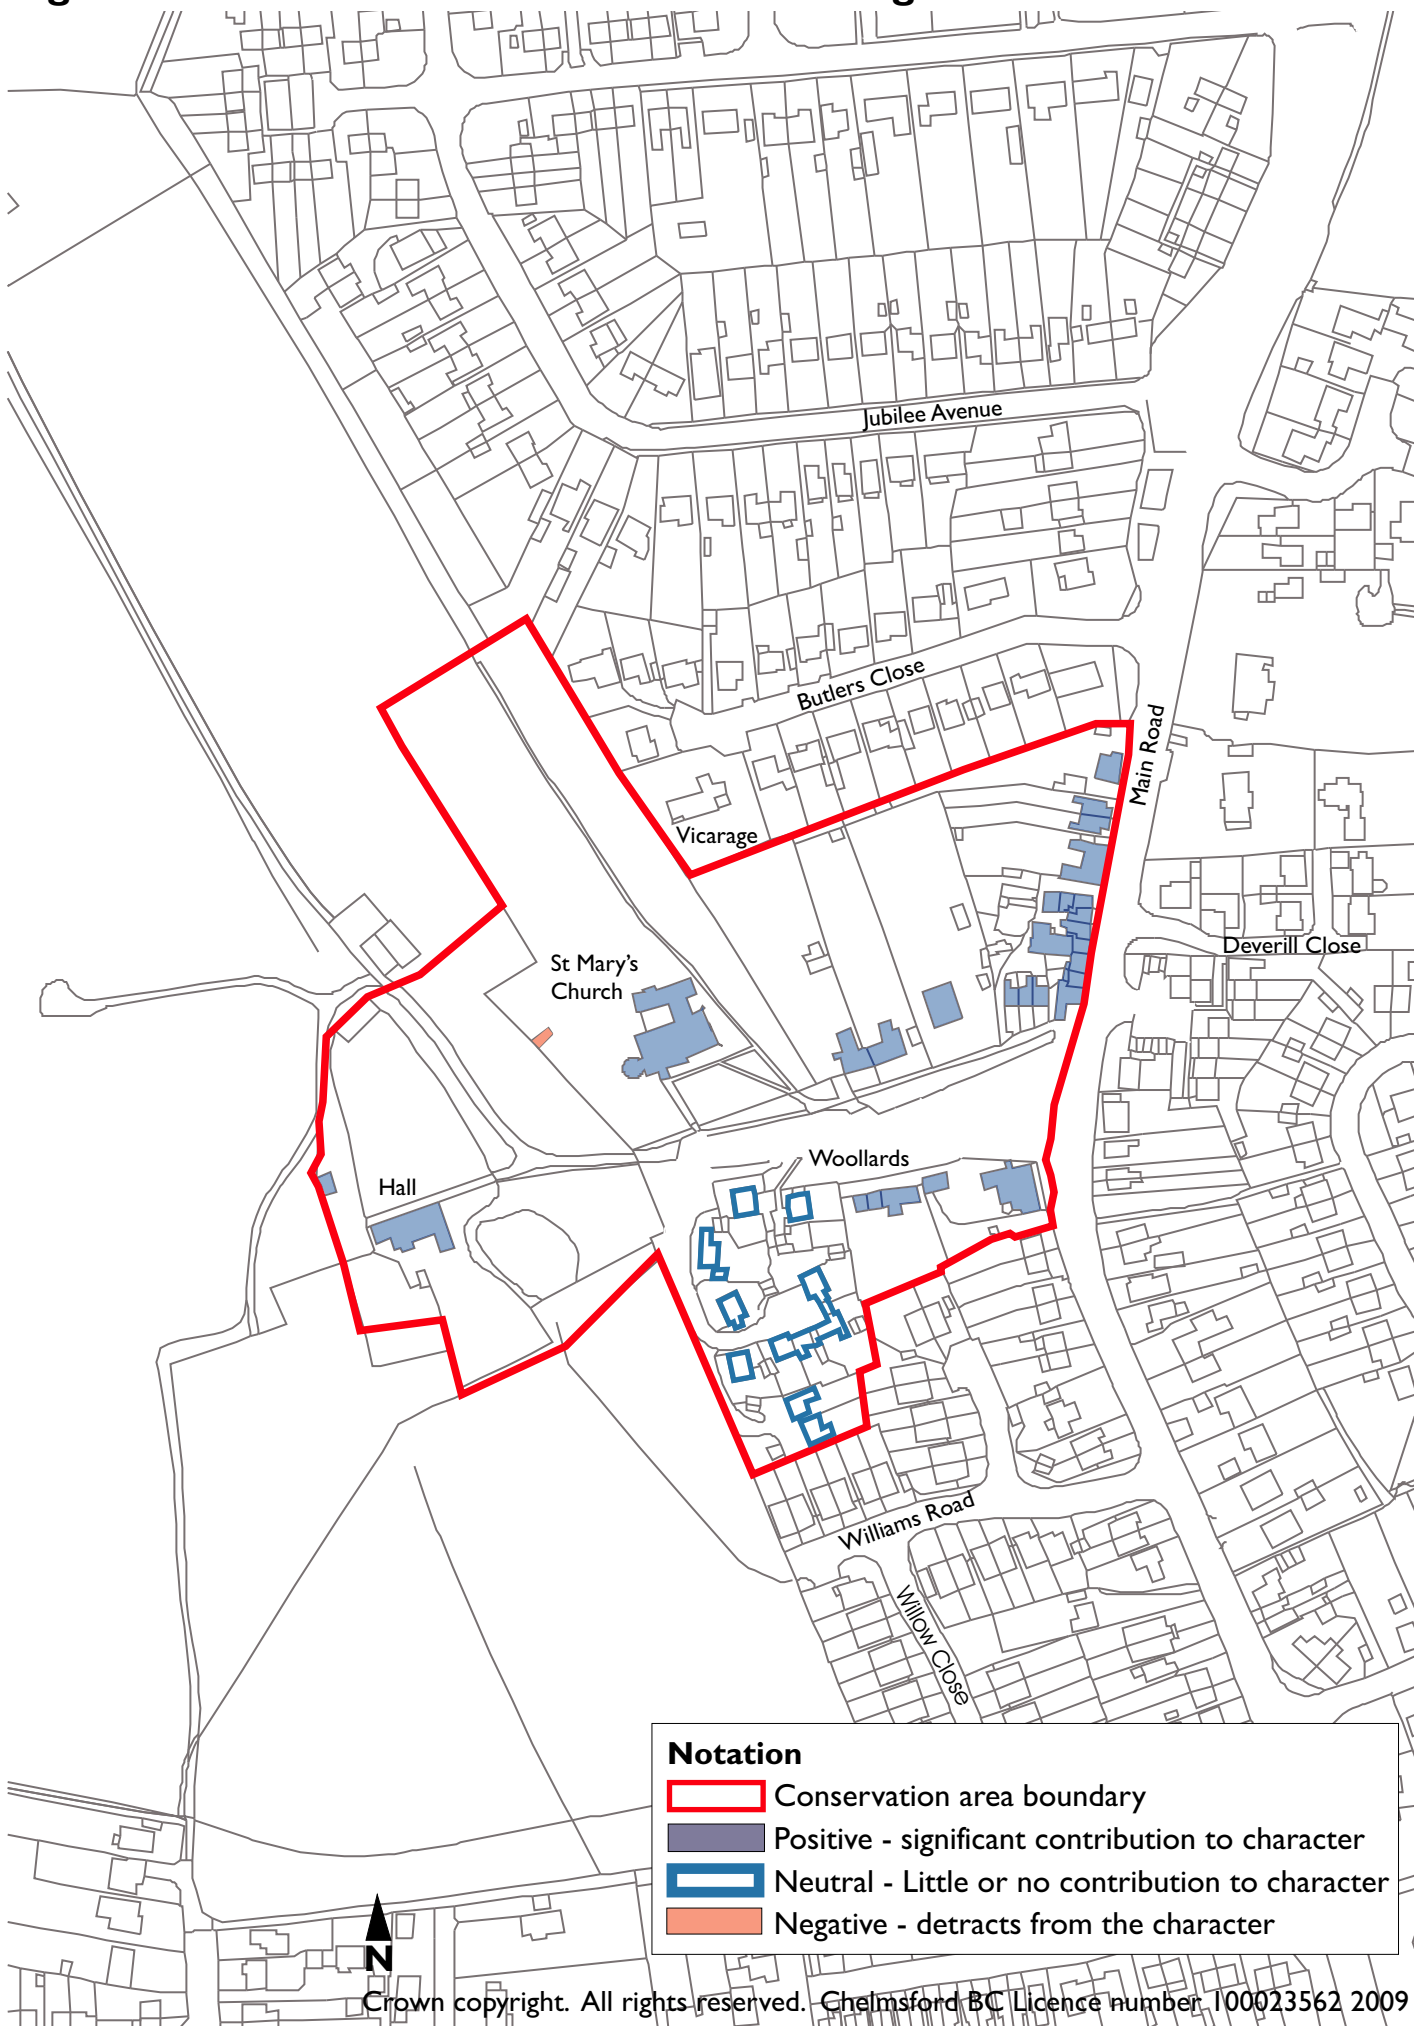 Jubilee Avenue
Butlers Close
Main Road
Vicarage
Deverill Close
St Mary's
Church
Woollards
Hall
Williams Road
Willow Close
Notation
Conservation area boundary
Positive - significant contribution to character
Neutral - Little or no contribution to character
Negative - detracts from the character
N
Crown copyright. All rights reserved. Chelmsford BC Licence number 100023562 2009